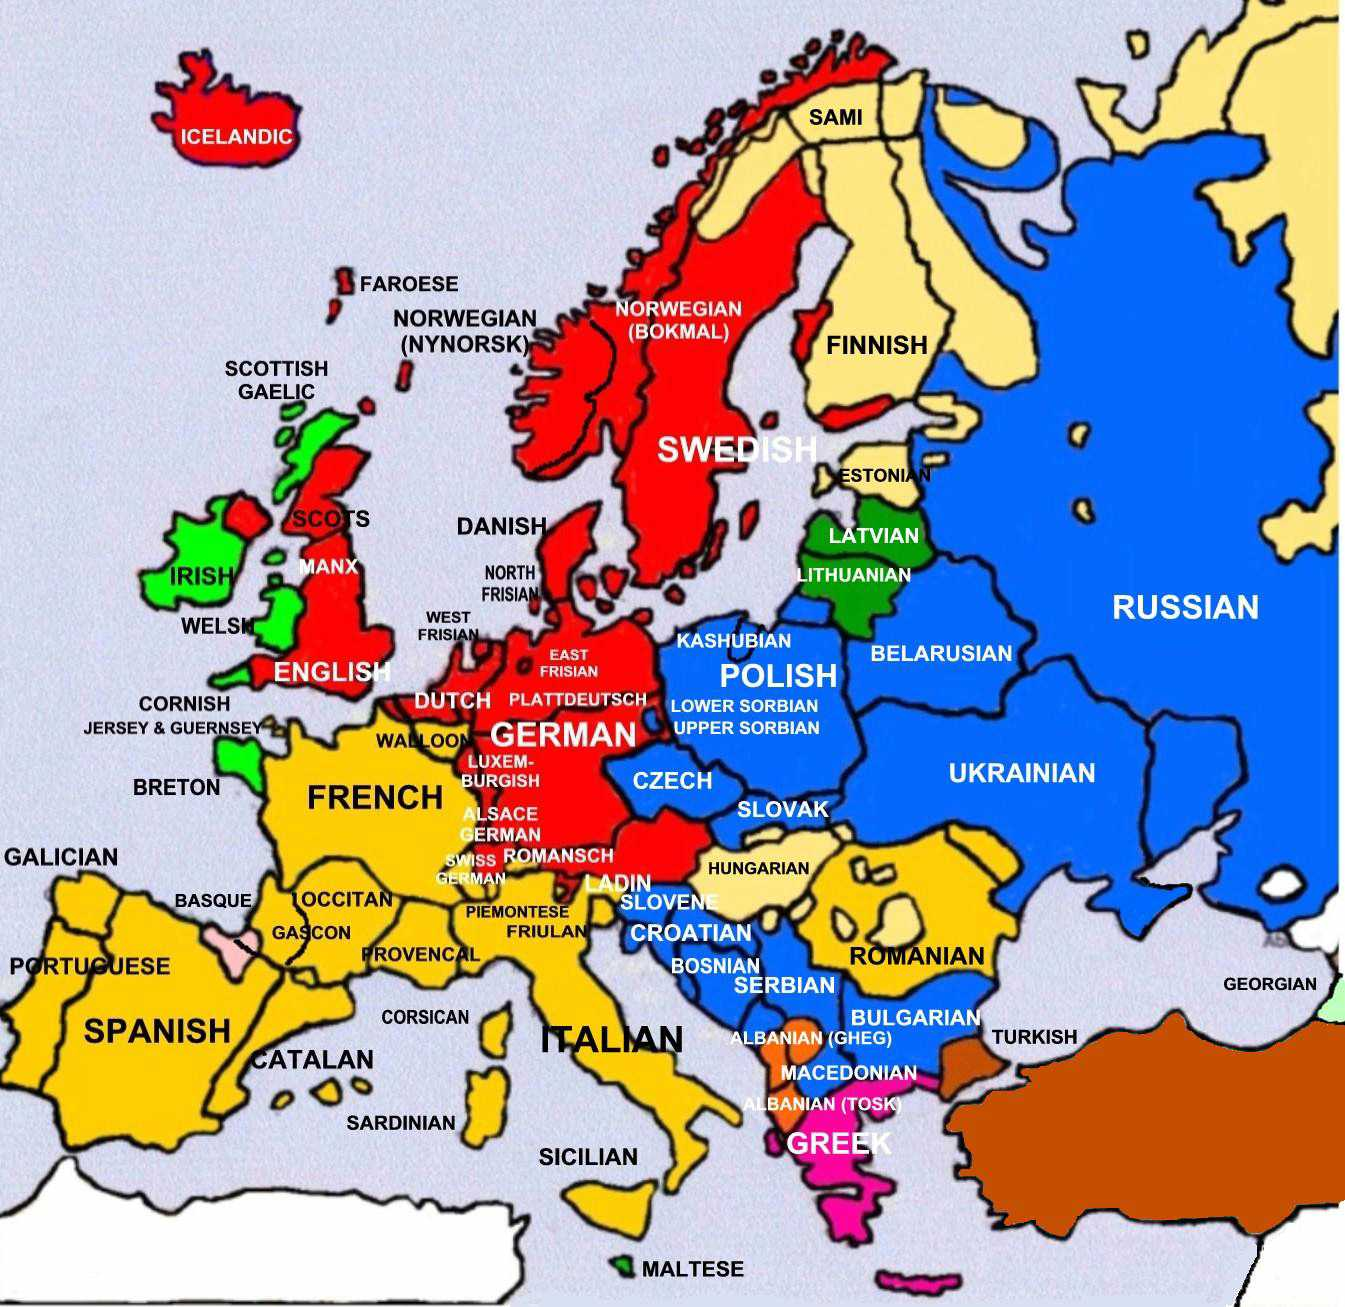 ICELANDIC
SAMI
FAROESE
NORWEGIAN
(NYNORSK)
NORWEGIAN
(BOKMAL)
FINNISH
SCOTTISH
GAELIC
SWEDISH
ESTONIAN
SCOTS
DANISH
LATVIAN
MANX
IRISH
NORTH
FRISIAN
LITHUANIAN
RUSSIAN
WELSH
WEST
FRISIAN
KASHUBIAN
BELARUSIAN
ENGLISH
EAST
FRISIAN
POLISH
CORNISH
DUTCH
PLATTDEUTSCH
LOWER SORBIAN
UPPER SORBIAN
JERSEY & GUERNSEY
WALLOON
GERMAN
LUXEM-
BURGISH
CZECH
UKRAINIAN
BRETON
FRENCH
SLOVAK
ALSACE
GERMAN
GALICIAN
SWISS
GERMAN
ROMANSCH
HUNGARIAN
LADIN
BASQUE
OCCITAN
SLOVENE
PIEMONTESE
FRIULAN
GASCON
CROATIAN
PROVENCAL
ROMANIAN
PORTUGUESE
BOSNIAN
SERBIAN
GEORGIAN
SPANISH
CORSICAN
ITALIAN
BULGARIAN
TURKISH
ALBANIAN (GHEG)
CATALAN
MACEDONIAN
ALBANIAN (TOSK)
SARDINIAN
GREEK
SICILIAN
MALTESE